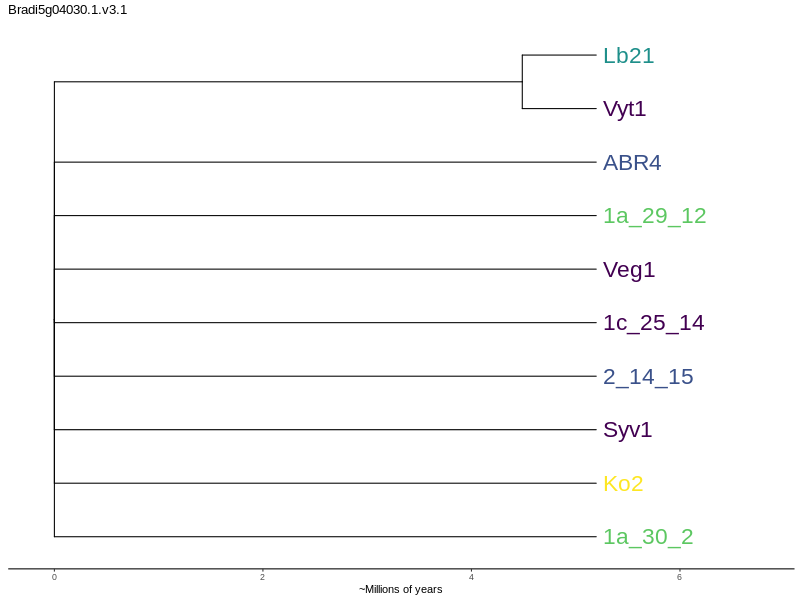 Bradi5g04030.1.v3.1
Lb21
Vyt1
ABR4
1a_29_12
Veg1
1c_25_14
2_14_15
Syv1
Ko2
1a_30_2
0 2 4 6
~Millions of years